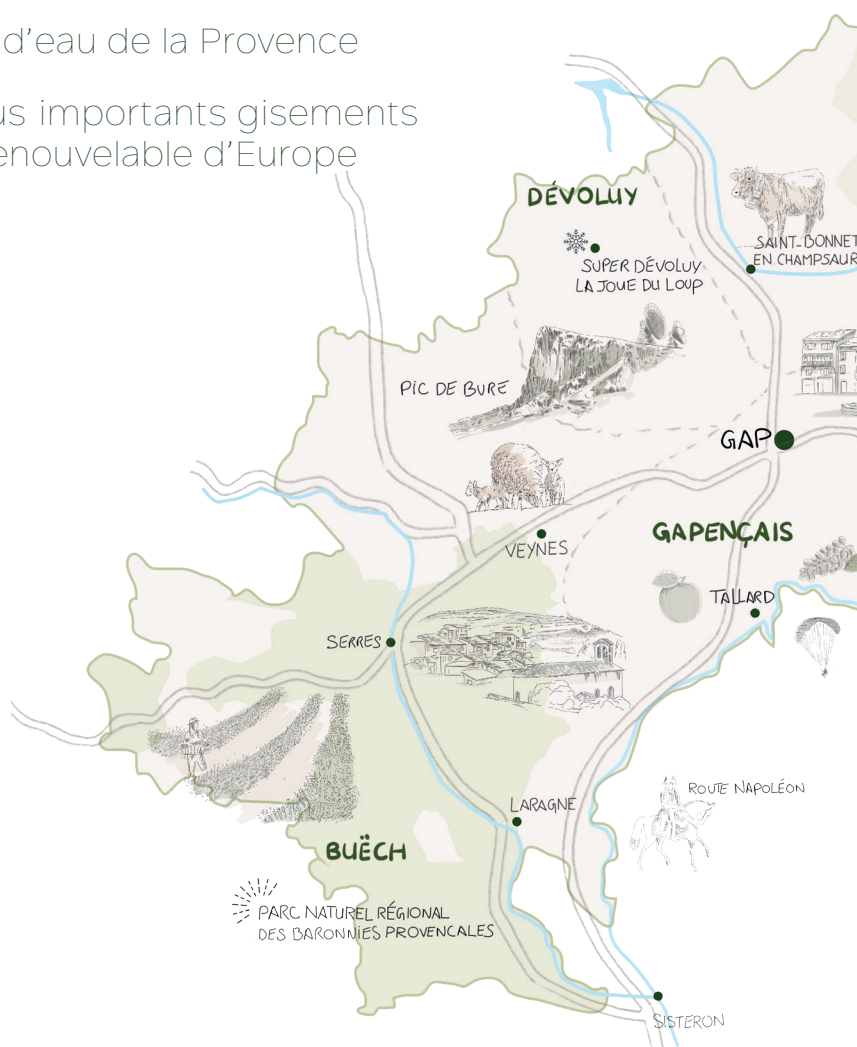 d'eau de la Provence
us importants gisements
enouvelable d'Europe
DÉVOLUY
SUPER DÉVOLUY
LA JOUE DU LOUP
SAINT-BONNET
EN CHAMPSAUR
PIC DE BURE
GAP
GAPENÇAIS
VEYNES
TALLARD
SERRES
ROUTE NAPOLÉON
LARAGNE
BUËCH
PARC NATUREL RÉGIONAL
DES BARONNIES PROVENCALES
SISTERON